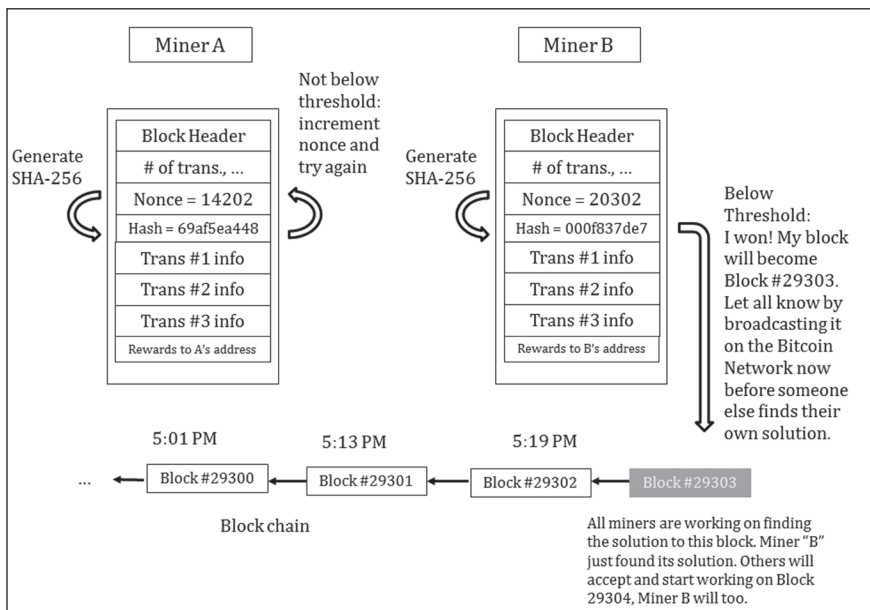 Miner A
Miner B
Not below
threshold:
increment
nonce and
try again
Generate
SHA-256
Block Header
# of trans., ...
Nonce = 14202
Hash = 69af5ea448
Trans #1 info
Trans #2 info
Trans #3 info
Rewards to A's address
Generate
SHA-256
Block Header
# of trans., ...
Nonce = 20302
Hash = 000f837de7
Trans #1 info
Trans #2 info
Trans #3 info
Rewards to B's address
Below
Threshold:
I won! My block
will become
Block #29303.
Let all know by
broadcasting it
on the Bitcoin
Network now
before someone
else finds their
own solution.
5:01 PM
5:13 PM
5:19 PM
...
Block #29300
Block #29301
Block #29302
Block #29303
Block chain
All miners are working on finding
the solution to this block. Miner “B”
just found its solution. Others will
accept and start working on Block
29304, Miner B will too.